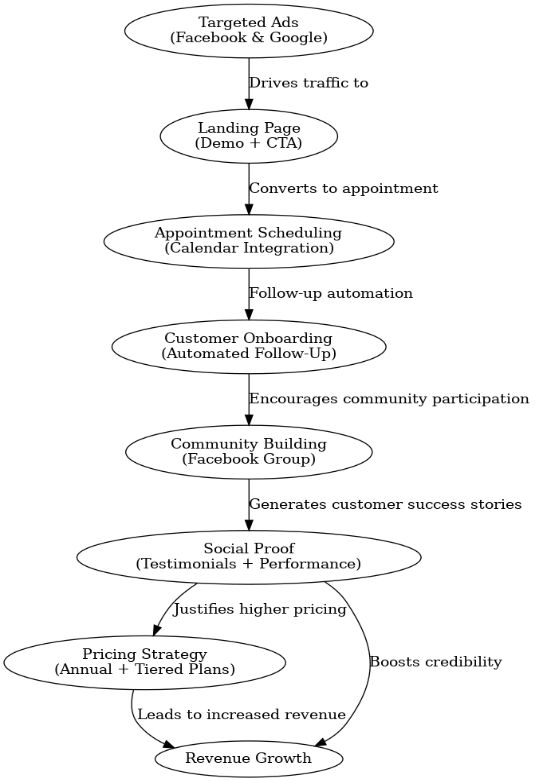 Targeted Ads
(Facebook & Google)
Drives traffic to
Landing Page
(Demo + CTA)
Converts to appointment
Appointment Scheduling
(Calendar Integration)
Follow-up automation
Customer Onboarding
(Automated Follow-Up)
Encourages community participation
Community Building
(Facebook Group)
Generates customer success stories
Social Proof
(Testimonials + Performance)
Justifies higher pricing
Pricing Strategy
(Annual + Tiered Plans)
Boosts credibility
Leads to increased revenue
Revenue Growth